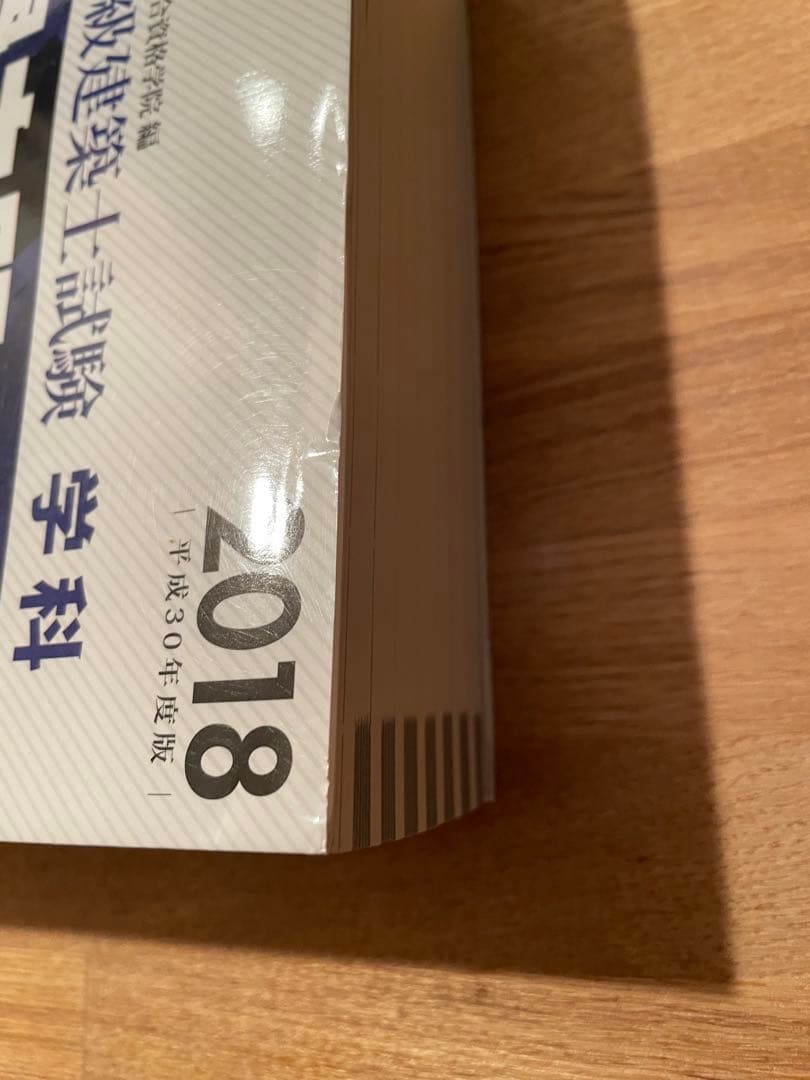 合資格学院 編
級建築士試験 学科
2018
平成30年度版